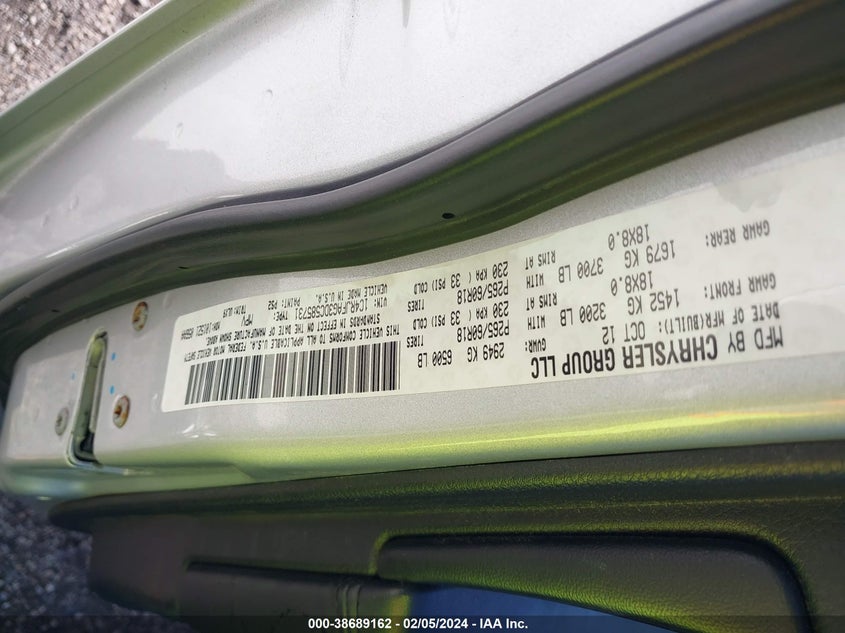 MFD BY CHRYSLER GROUP LLC
DATE OF MFR(BUILT): OCT 12 GVWR: 2949 KG 6500 LB
GAWR FRONT: 1452 KG 3200 LB WITH TIRES
18X8.0 RIMS AT P265/60R18 230 KPA ( 33 PSI COLD
GAWR REAR: 1679 KG 3700 LB WITH TIRES
18X8.0 RIMS AT P265/60R18 230 KPA ( 33 PSI COLD
THIS VEHICLE CONFORMS TO ALL APPLICABLE U.S.A. FEDERAL MOTOR VEHICLE SAFETY
STANDARDS IN EFFECT ON THE DATE OF MANUFACTURE SHOWN ABOVE.
VIN: TYPE: MPV
VEHICLE MADE IN U.S.A. PAINT: PS2
000-38689162 - 02/05/2024 - IAA Inc.